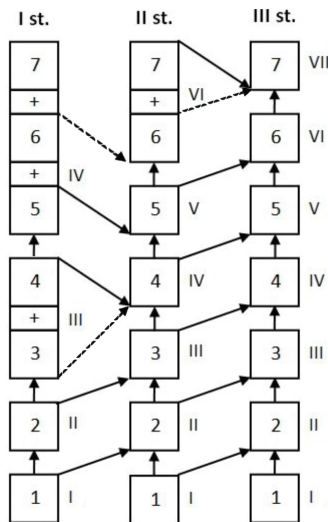 I st. II st. III st.
7 7 7 VII
+ + VI
6 6 6 VI
+ IV
5 5 V 5 V
4 4 IV 4 IV
+ III
3 3 III 3 III
2 II 2 II 2 II
1 I 1 I 1 I